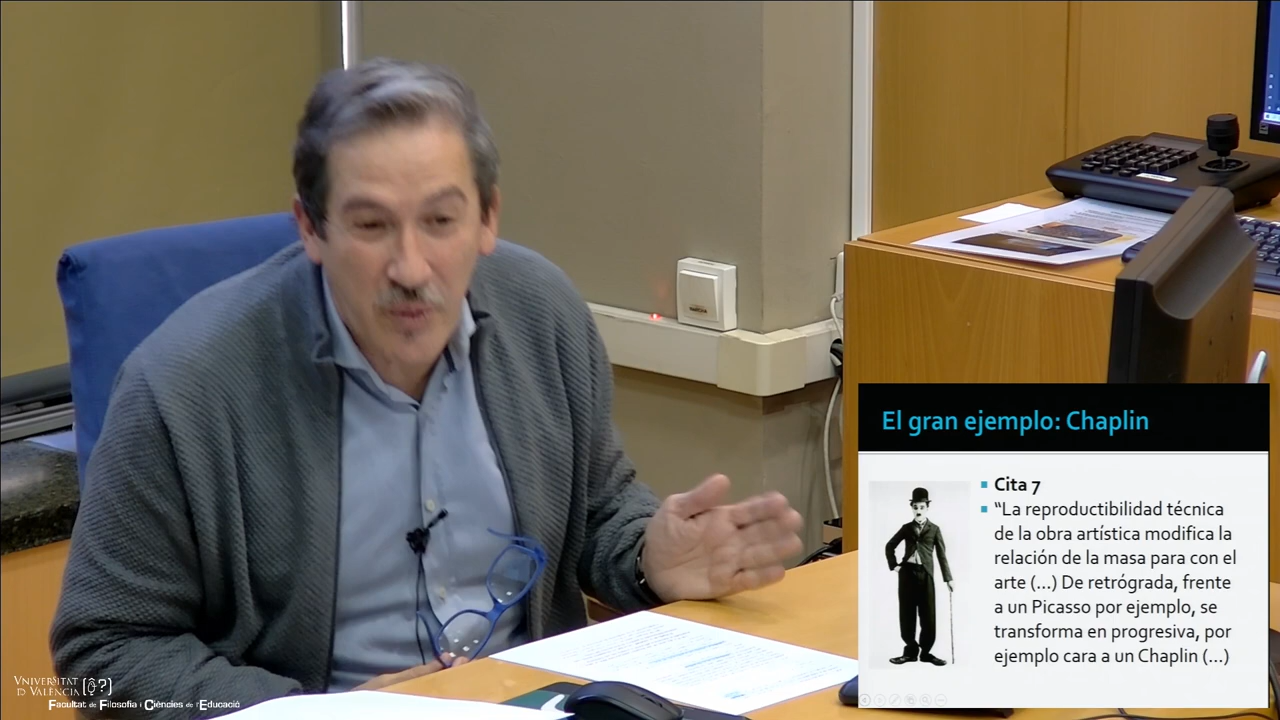 El gran ejemplo: Chaplin
Cita 7
“La reproductibilidad técnica
de la obra artística modifica la
relación de la masa para con el
arte (...) De retrógrada, frente
a un Picasso por ejemplo, se
transforma en progresiva, por
ejemplo cara a un Chaplin (...)
VNIVERSITAT
D VALÈNCIA
Facultat de Filosofia i Ciències de l'Educació